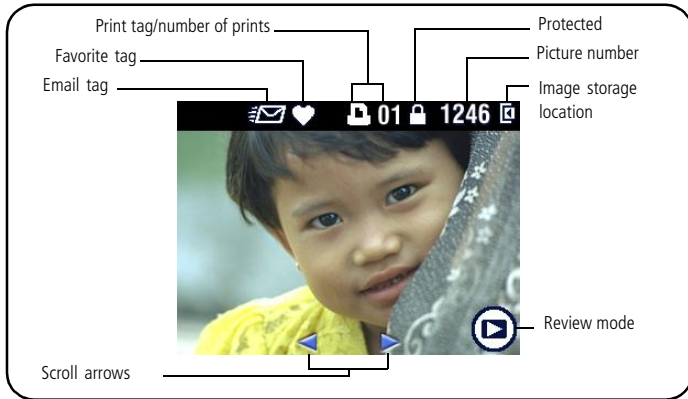 Print tag/number of prints
Protected
Favorite tag
Picture number
Email tag
Image storage
location
01 1246
Review mode
Scroll arrows